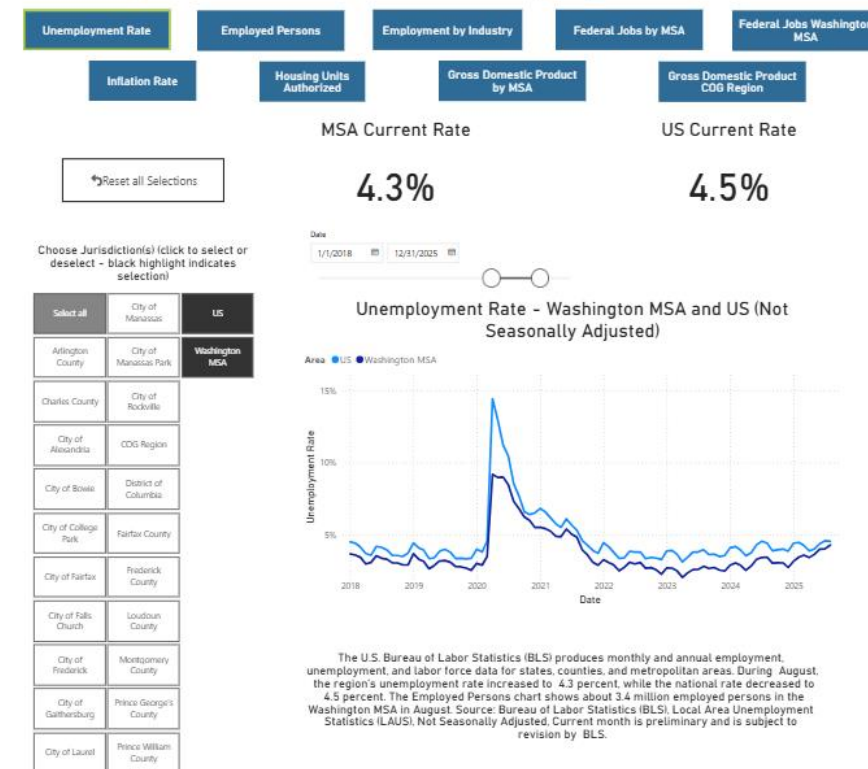 Unemployment Rate
Employed Persons
Employment by Industry
Federal Jobs by MSA
Federal Jobs Washington
MSA
Inflation Rate
Housing Units
Authorized
Gross Domestic Product
by MSA
Gross Domestic Product
COG Region
MSA Current Rate
US Current Rate
Reset all Selections
4.3%
4.5%
Choose Jurisdiction(s) (click to select or
deselect - black highlight indicates
selection)
Date
1/1/2018
12/31/2025
Select all
City of
Manassas
US
Arlington
County
City of
Manassas Park
Washington
MSA
Charles County
City of
Rockville
City of
Alexandria
COG Region
City of Bowie
District of
Columbia
City of College
Park
Fairfax County
City of Fairfax
Frederick
County
City of Falls
Church
Loudoun
County
City of
Frederick
Montgomery
County
City of
Gaithersburg
Prince George's
County
City of Laurel
Prince William
County
Unemployment Rate - Washington MSA and US (Not
Seasonally Adjusted)
Area US Washington MSA
Unemployment Rate
15%
10%
5%
2018 2019 2020 2021 2022 2023 2024 2025
Date
The U.S. Bureau of Labor Statistics (BLS) produces monthly and annual employment,
unemployment, and labor force data for states, counties, and metropolitan areas. During August,
the region's unemployment rate increased to 4.3 percent, while the national rate decreased to
4.5 percent. The Employed Persons chart shows about 3.4 million employed persons in the
Washington MSA in August. Source: Bureau of Labor Statistics (BLS), Local Area Unemployment
Statistics (LAUS), Not Seasonally Adjusted, Current month is preliminary and is subject to
revision by BLS.